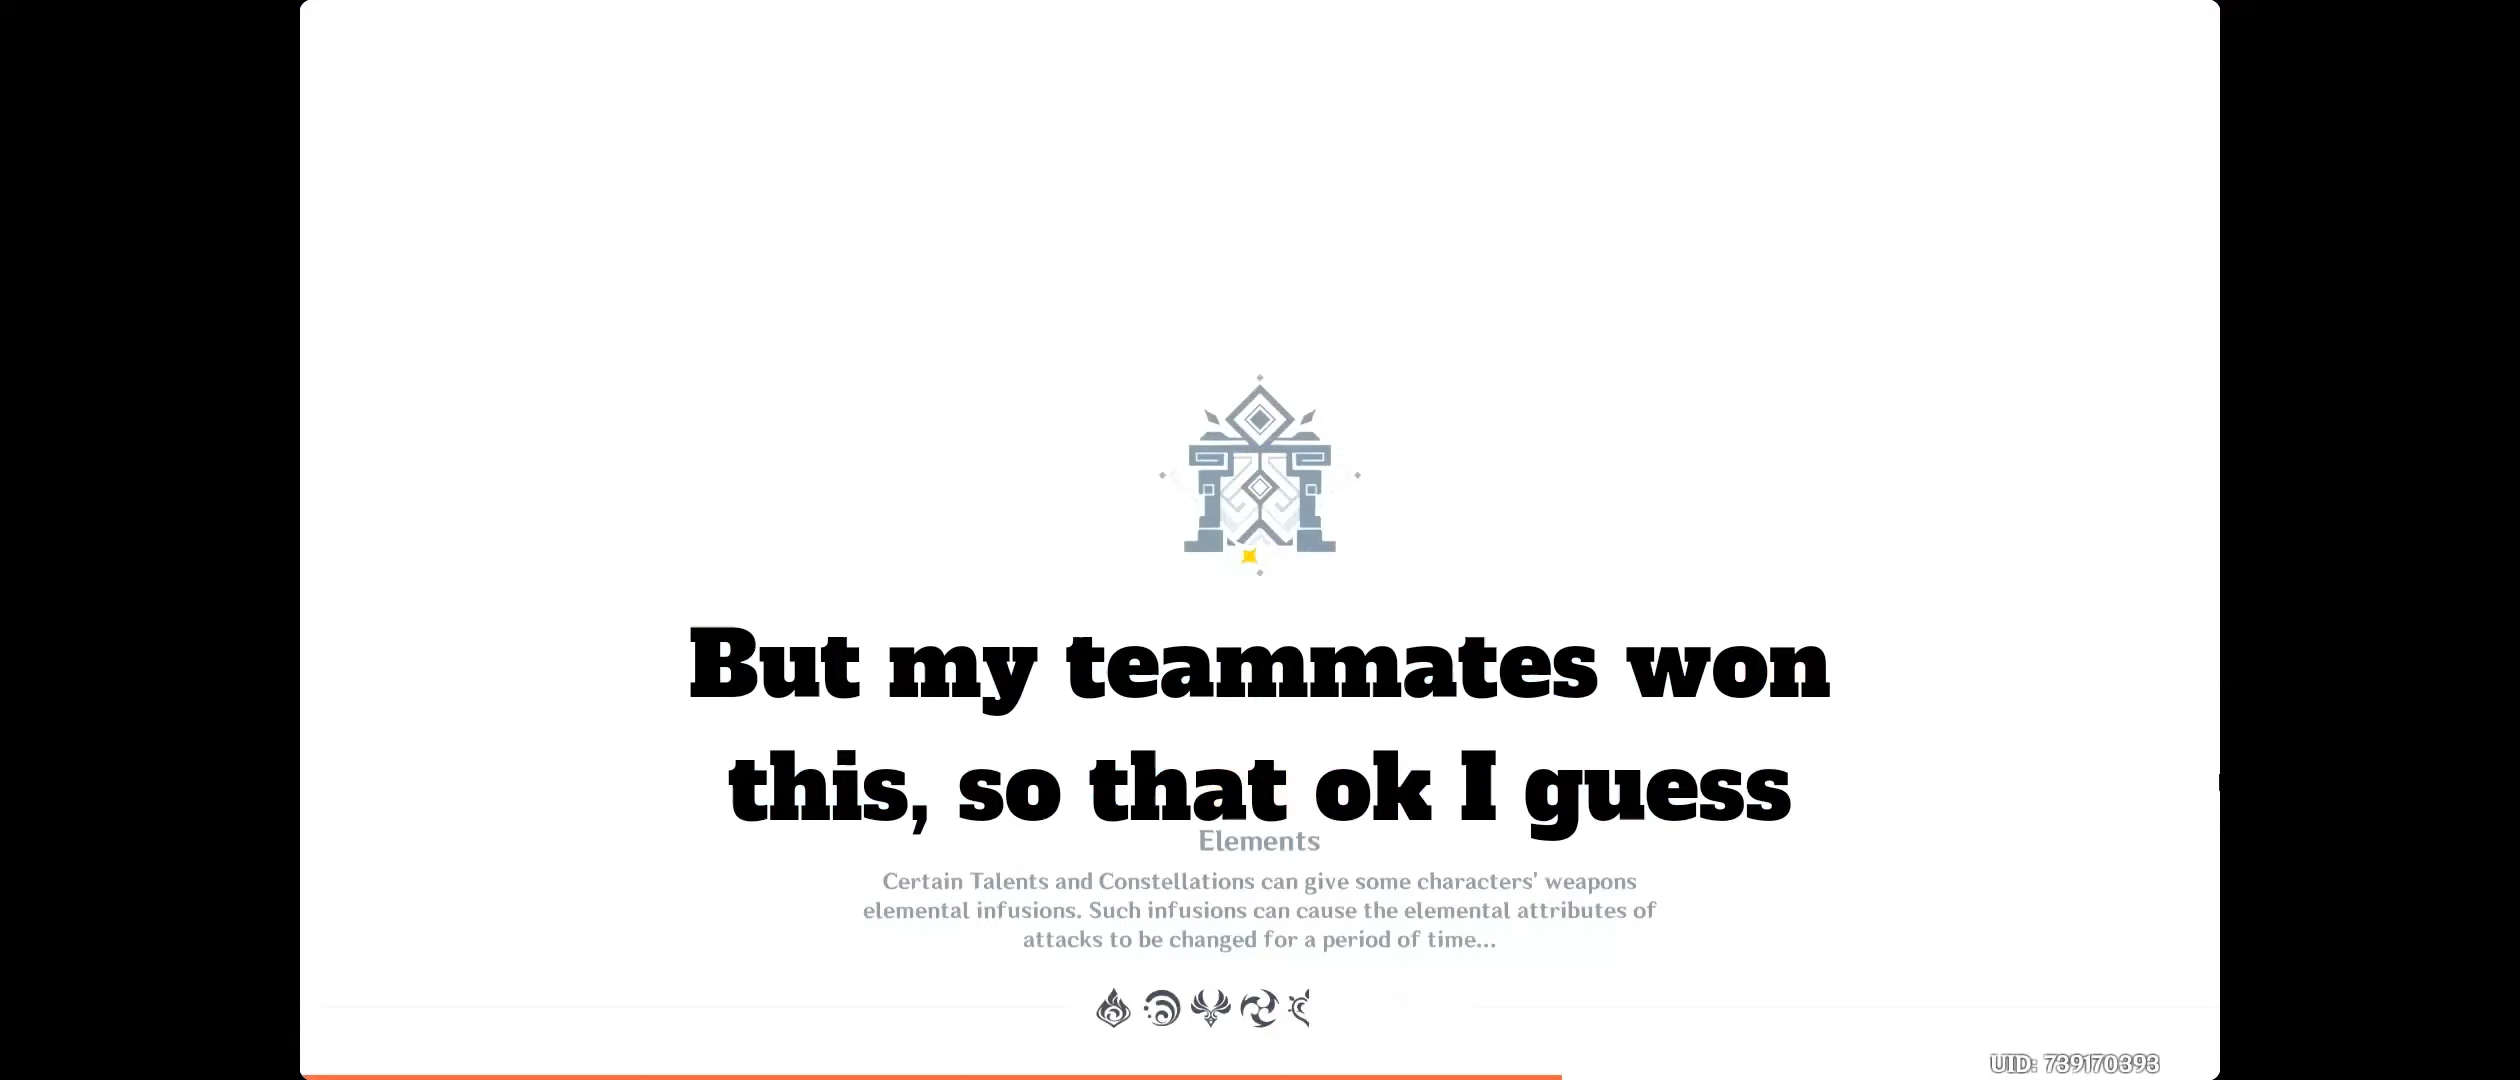 But my teammates won
this, so that ok I guess
Elements
Certain Talents and Constellations can give some characters' weapons
elemental infusions. Such infusions can cause the elemental attributes of
attacks to be changed for a period of time...
UID: 739170393